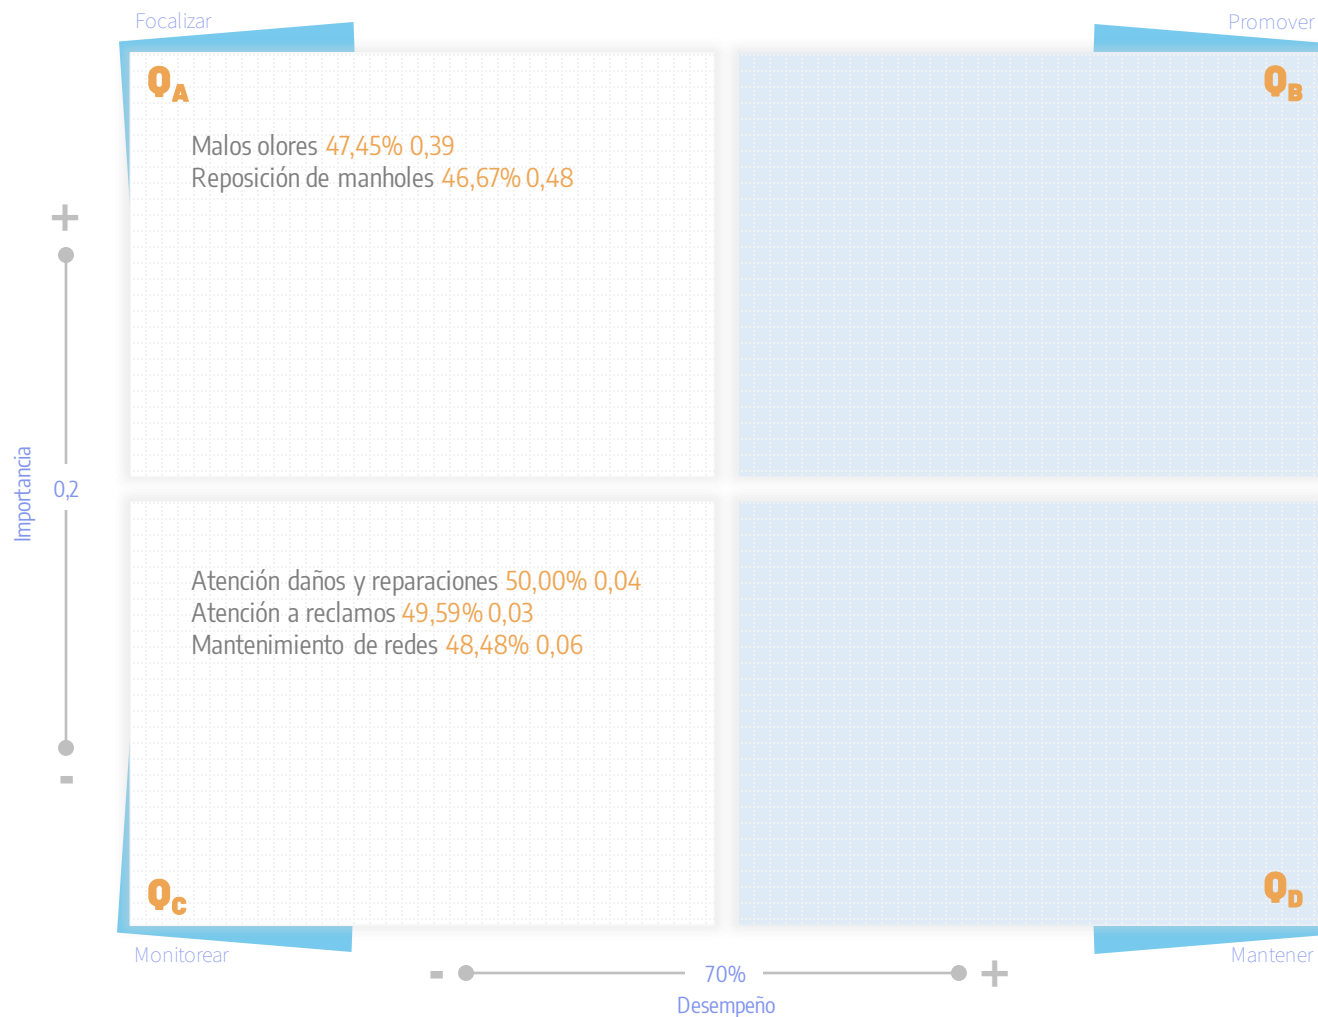 Focalizar
Promover
QA
QB
Malos olores 47,45% 0,39
Reposición de manholes 46,67% 0,48
+
Importancia
0,2
Atención daños y reparaciones 50,00% 0,04
Atención a reclamos 49,59% 0,03
Mantenimiento de redes 48,48% 0,06
-
QC
QD
Monitorear
Mantener
- 70% +
Desempeño